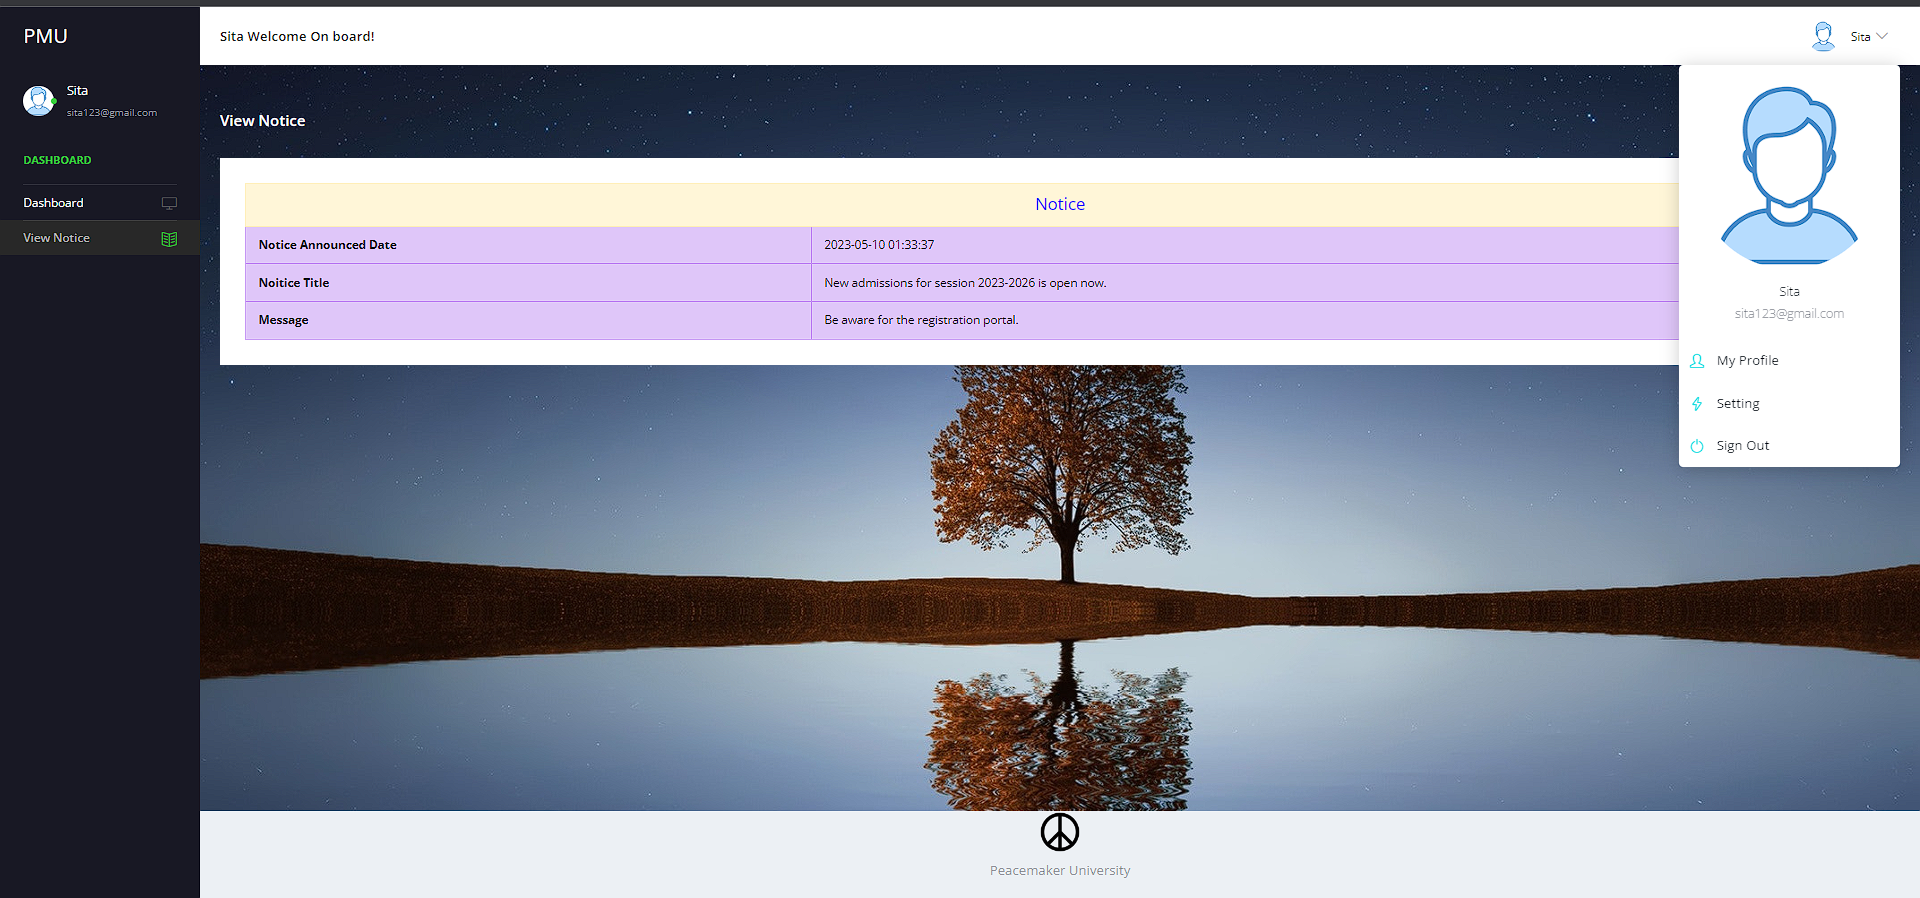 PMU
Sita
sita123@gmail.com
DASHBOARD
Dashboard
View Notice
Sita Welcome On board!
Sita
View Notice
Notice
Notice Announced Date 2023-05-10 01:33:37
Noitice Title New admissions for session 2023-2026 is open now.
Message Be aware for the registration portal.
Sita
sita123@gmail.com
My Profile
Setting
Sign Out
Peacemaker University